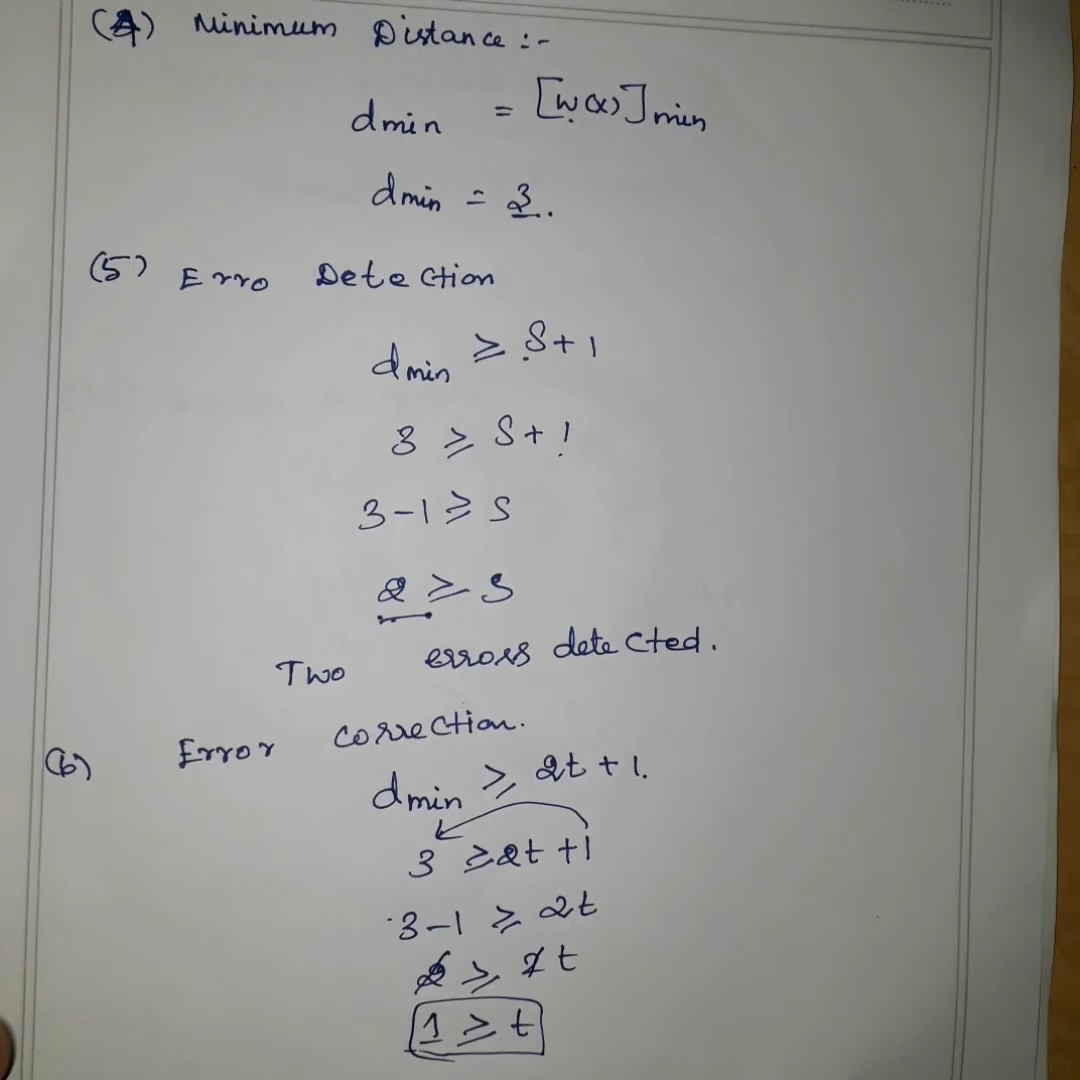 (4) Minimum Distance :-
dmin = [w(x)]min
dmin = 3.
(5) Erro Detection
dmin ≥ S+1
3 ≥ S+1
3-1 ≥ S
2 ≥ S
Two errors detected.
(6) Error correction.
dmin ≥ 2t+1.
3 ≥ 2t+1
3-1 ≥ 2t
2 ≥ 2t
1 ≥ t